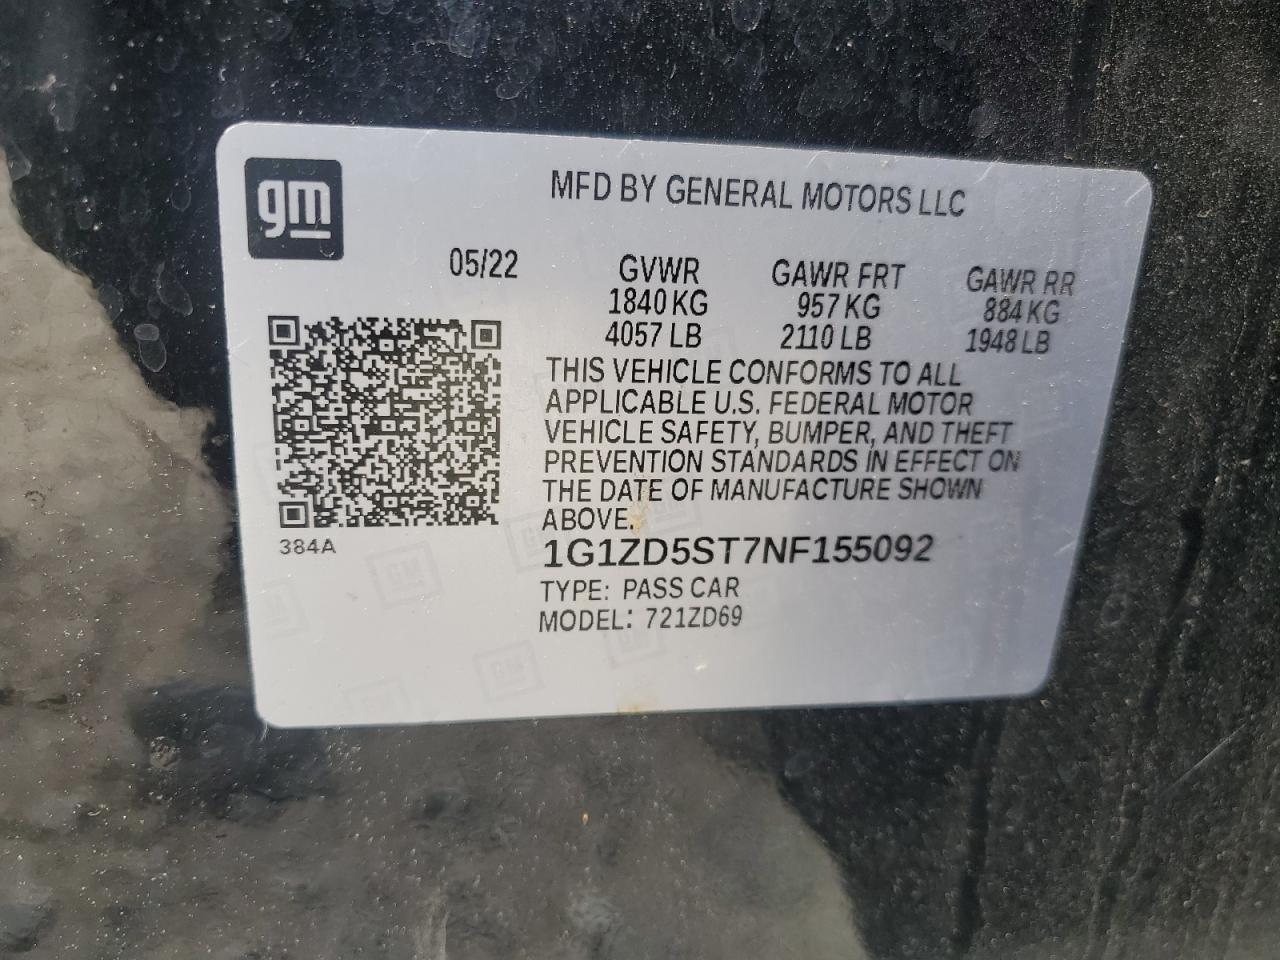 gm
MFD BY GENERAL MOTORS LLC
05/22 GVWR GAWR FRT GAWR RR
1840 KG 957 KG 884 KG
4057 LB 2110 LB 1948 LB
THIS VEHICLE CONFORMS TO ALL
APPLICABLE U.S. FEDERAL MOTOR
VEHICLE SAFETY, BUMPER, AND THEFT
PREVENTION STANDARDS IN EFFECT ON
THE DATE OF MANUFACTURE SHOWN
ABOVE.
384A
1G1ZD5ST7NF155092
TYPE: PASS CAR
MODEL: 721ZD69
GM
GM